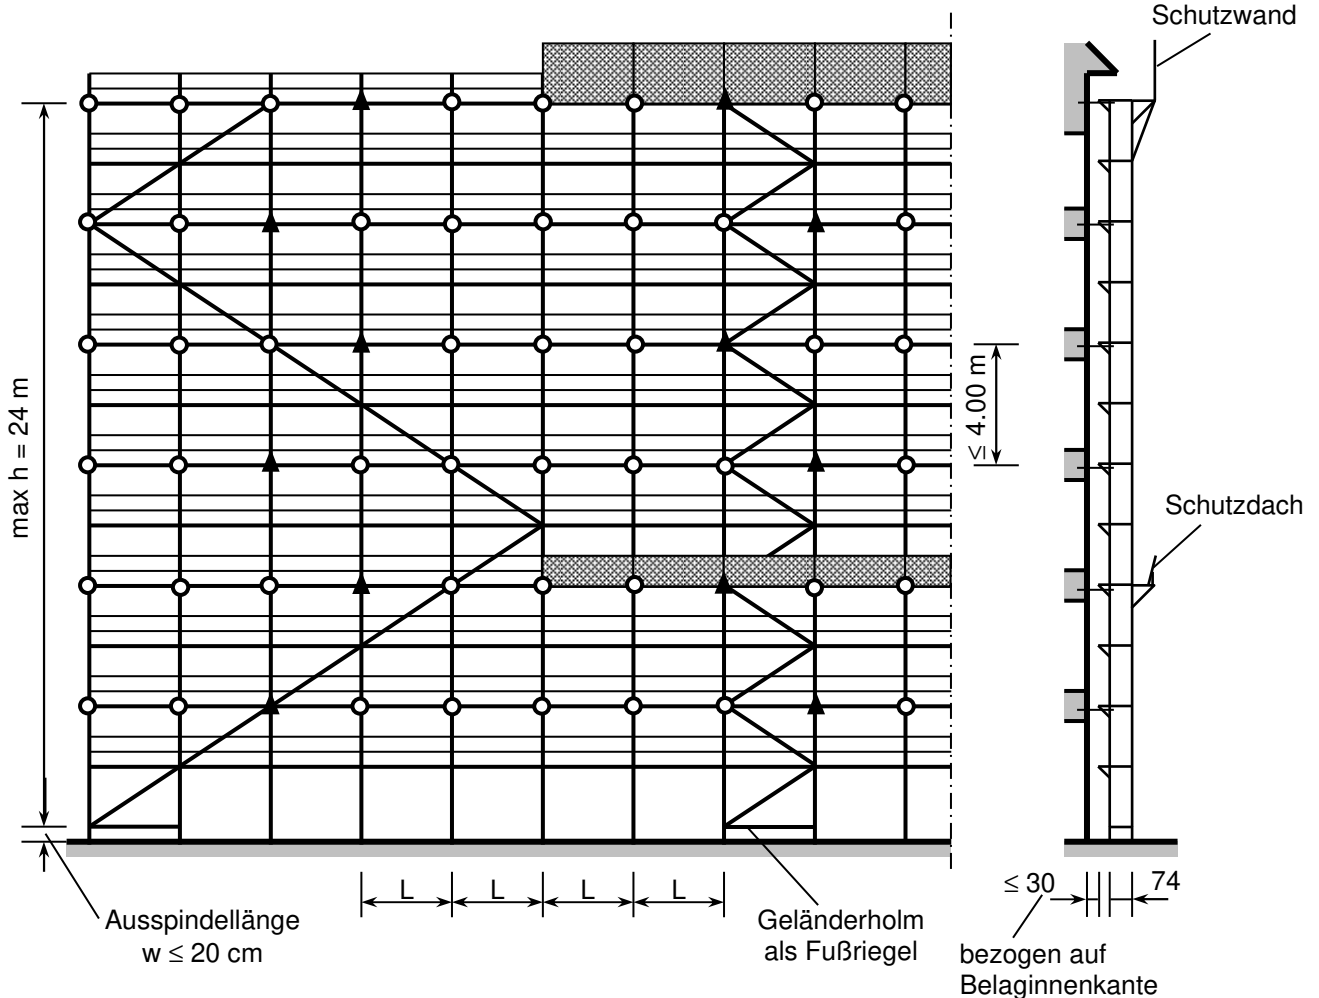 Schutzwand
max h = 24 m
≤ 4.00 m
Schutzdach
L
L
L
L
≤ 30
74
Ausspindellänge
w ≤ 20 cm
Geländerholm
als Fußriegel
bezogen auf
Belaginnenkante